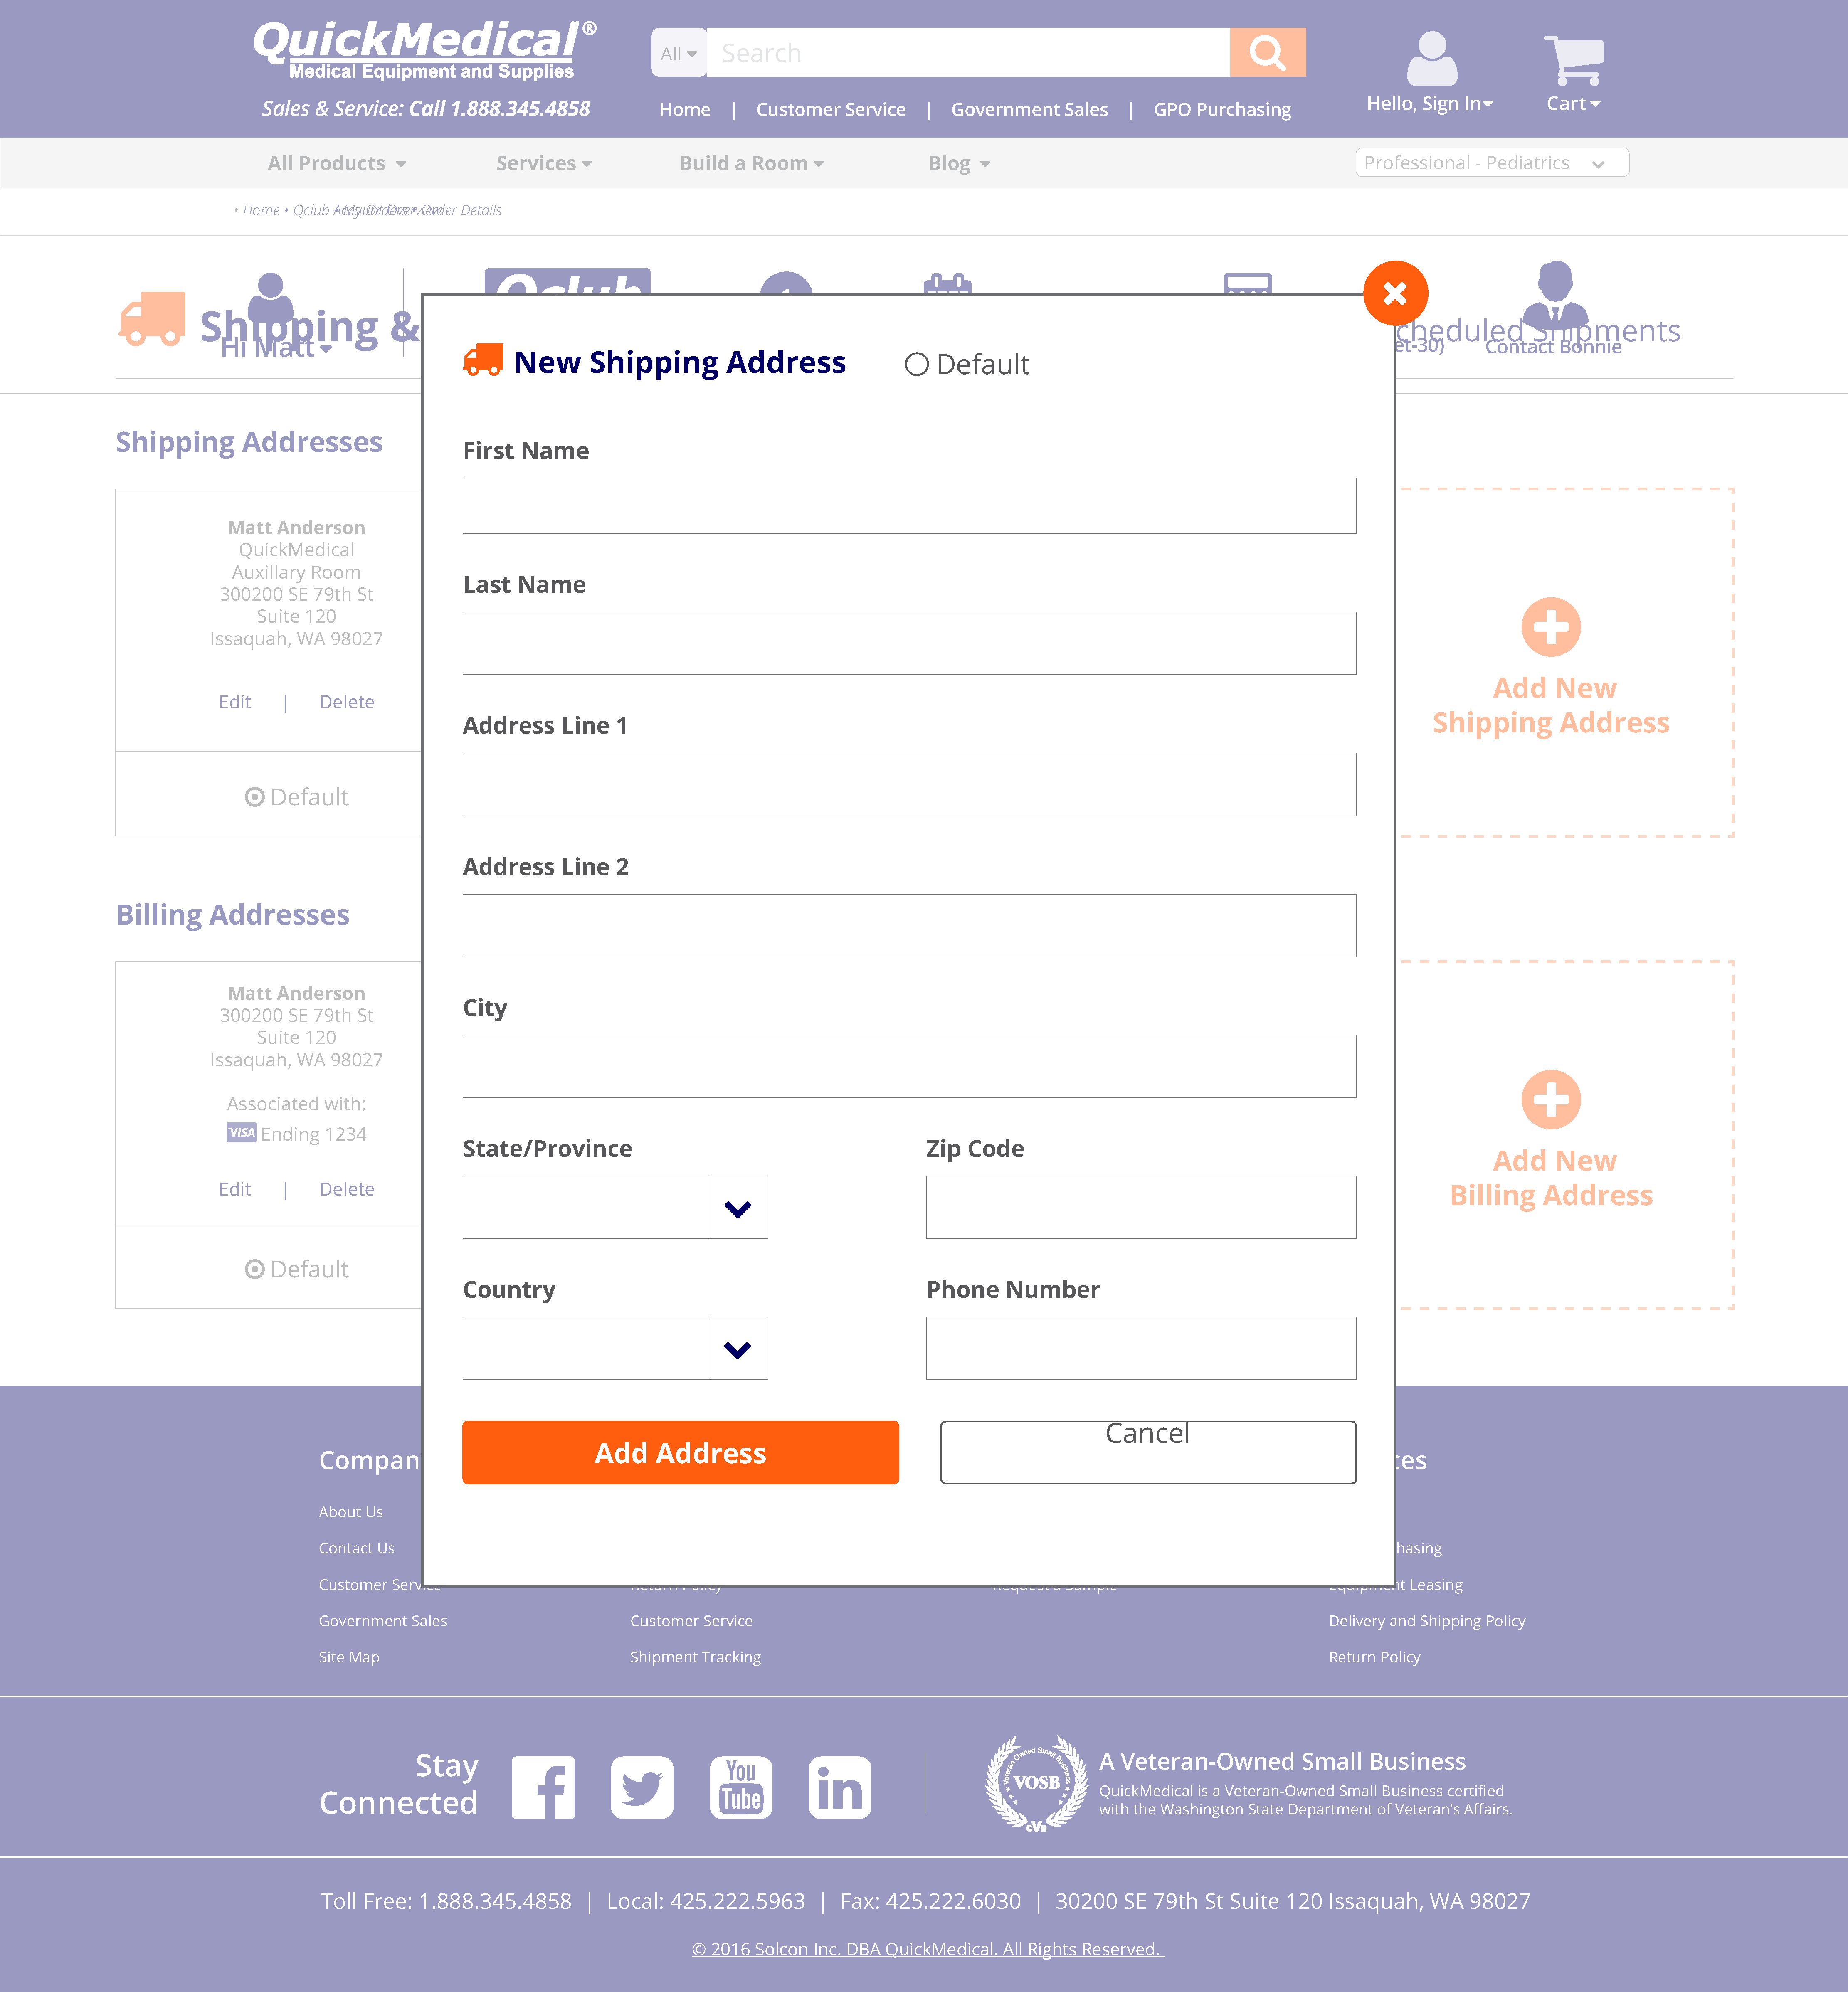 QuickMedical®
Medical Equipment and Supplies
Sales & Service: Call 1.888.345.4858
All
Search
Home | Customer Service | Government Sales | GPO Purchasing
Hello, Sign In
Cart
All Products
Services
Build a Room
Blog
Professional - Pediatrics
• Home • Qclub Account Overview
• My Orders • Order Details
Qclub
Shipping &
Hi Matt
cheduled Shipments
et-30)
Contact Bonnie
New Shipping Address
Default
First Name
Last Name
Address Line 1
Address Line 2
City
State/Province
Zip Code
Country
Phone Number
Add Address
Cancel
Shipping Addresses
Matt Anderson
QuickMedical
Auxillary Room
300200 SE 79th St
Suite 120
Issaquah, WA 98027
Edit | Delete
Default
Add New
Shipping Address
Billing Addresses
Matt Anderson
300200 SE 79th St
Suite 120
Issaquah, WA 98027
Associated with:
VISA Ending 1234
Edit | Delete
Default
Add New
Billing Address
Compan
About Us
Contact Us
Customer Service
Government Sales
Site Map
Return Policy
Customer Service
Shipment Tracking
Request a Sample
ces
hasing
Equipment Leasing
Delivery and Shipping Policy
Return Policy
Stay
Connected
You
Tube
in
Veteran Owned Small Business
VOSB
CVE
A Veteran-Owned Small Business
QuickMedical is a Veteran-Owned Small Business certified
with the Washington State Department of Veteran's Affairs.
Toll Free: 1.888.345.4858 | Local: 425.222.5963 | Fax: 425.222.6030 | 30200 SE 79th St Suite 120 Issaquah, WA 98027
© 2016 Solcon Inc. DBA QuickMedical. All Rights Reserved.